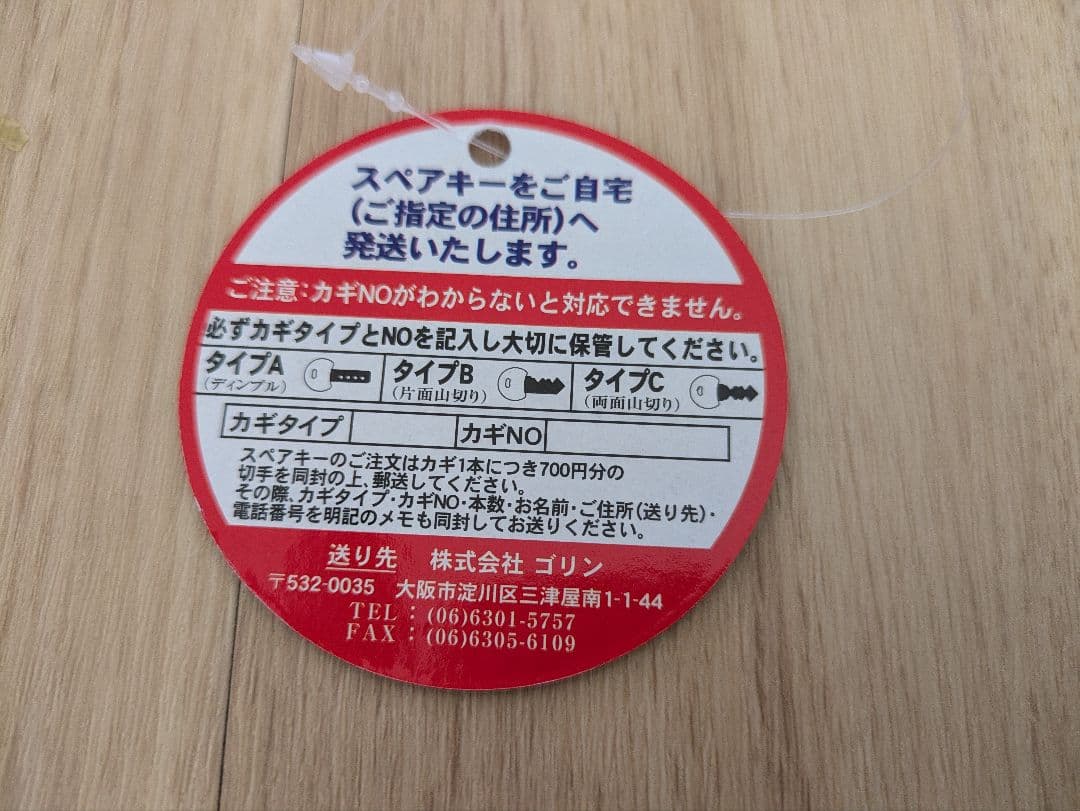 スペアキーをご自宅
(ご指定の住所)へ
発送いたします。
ご注意:カギNOがわからないと対応できません。
必ずカギタイプとNOを記入し大切に保管してください。
タイプA タイプB タイプC
(ディンプル) (片面山切り) (両面山切り)
カギタイプ カギNO
スペアキーのご注文はカギ1本につき700円分の
切手を同封の上、郵送してください。
その際、カギタイプ・カギNO・本数・お名前・ご住所(送り先)・
電話番号を明記のメモも同封してお送りください。
送り先 株式会社 ゴリン
〒532-0035 大阪市淀川区三津屋南1-1-44
TEL : (06)6301-5757
FAX : (06)6305-6109